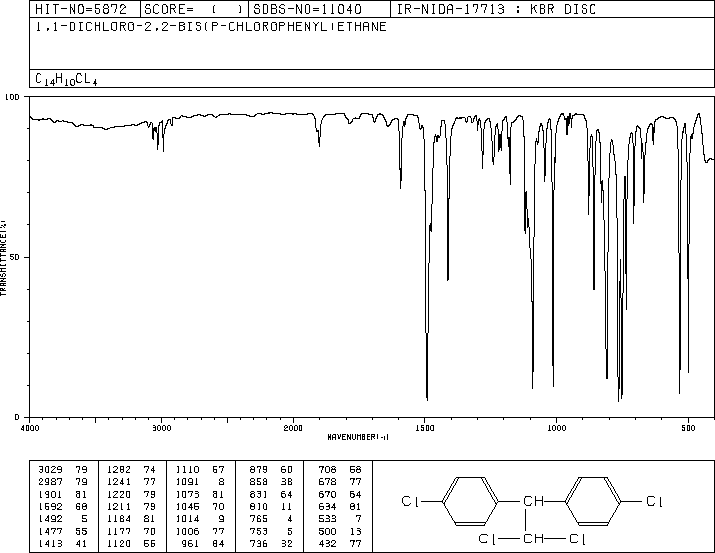 HIT-NO=5872 SCORE= ( ) SDBS-NO=11040 IR-NIDA-17713 : KBR DISC
1,1-DICHLORO-2,2-BIS(P-CHLOROPHENYL)ETHANE
C14H10CL4
100
50
0
TRANSMITTANCE(%)
4000 3000 2000 1500 1000 500
WAVENUMBER(-1)
3029 79 1282 74 1110 57 879 60 708 58
2987 79 1241 77 1091 8 858 38 678 77
1901 81 1220 79 1073 81 831 64 670 64
1592 68 1211 79 1045 70 810 11 634 81
1492 5 1184 81 1014 9 765 4 533 7
1477 55 1177 70 1006 77 753 5 500 13
1413 41 1120 55 961 84 736 32 432 77
Cl CH Cl
Cl CH Cl